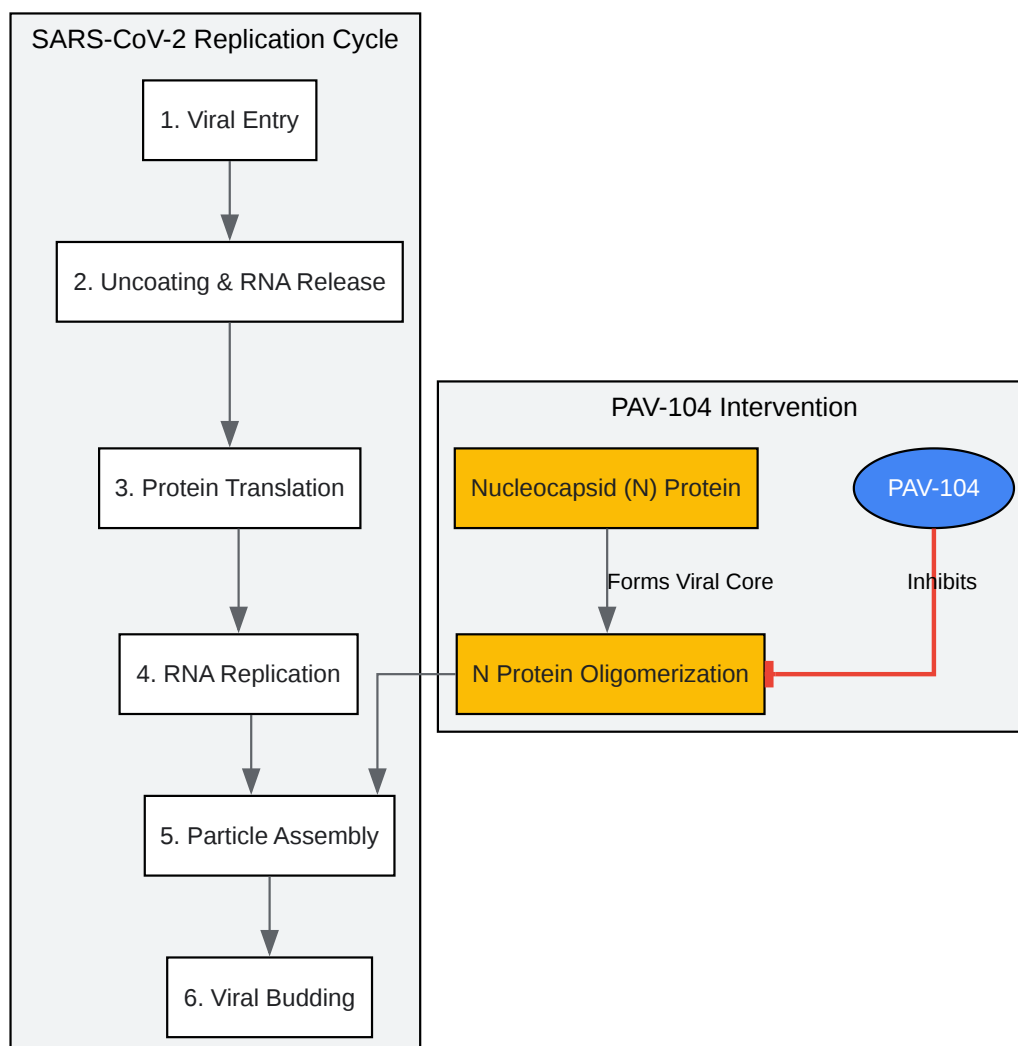 SARS-CoV-2 Replication Cycle
1. Viral Entry
2. Uncoating & RNA Release
3. Protein Translation
4. RNA Replication
5. Particle Assembly
6. Viral Budding
PAV-104 Intervention
Nucleocapsid (N) Protein
PAV-104
Forms Viral Core
Inhibits
N Protein Oligomerization